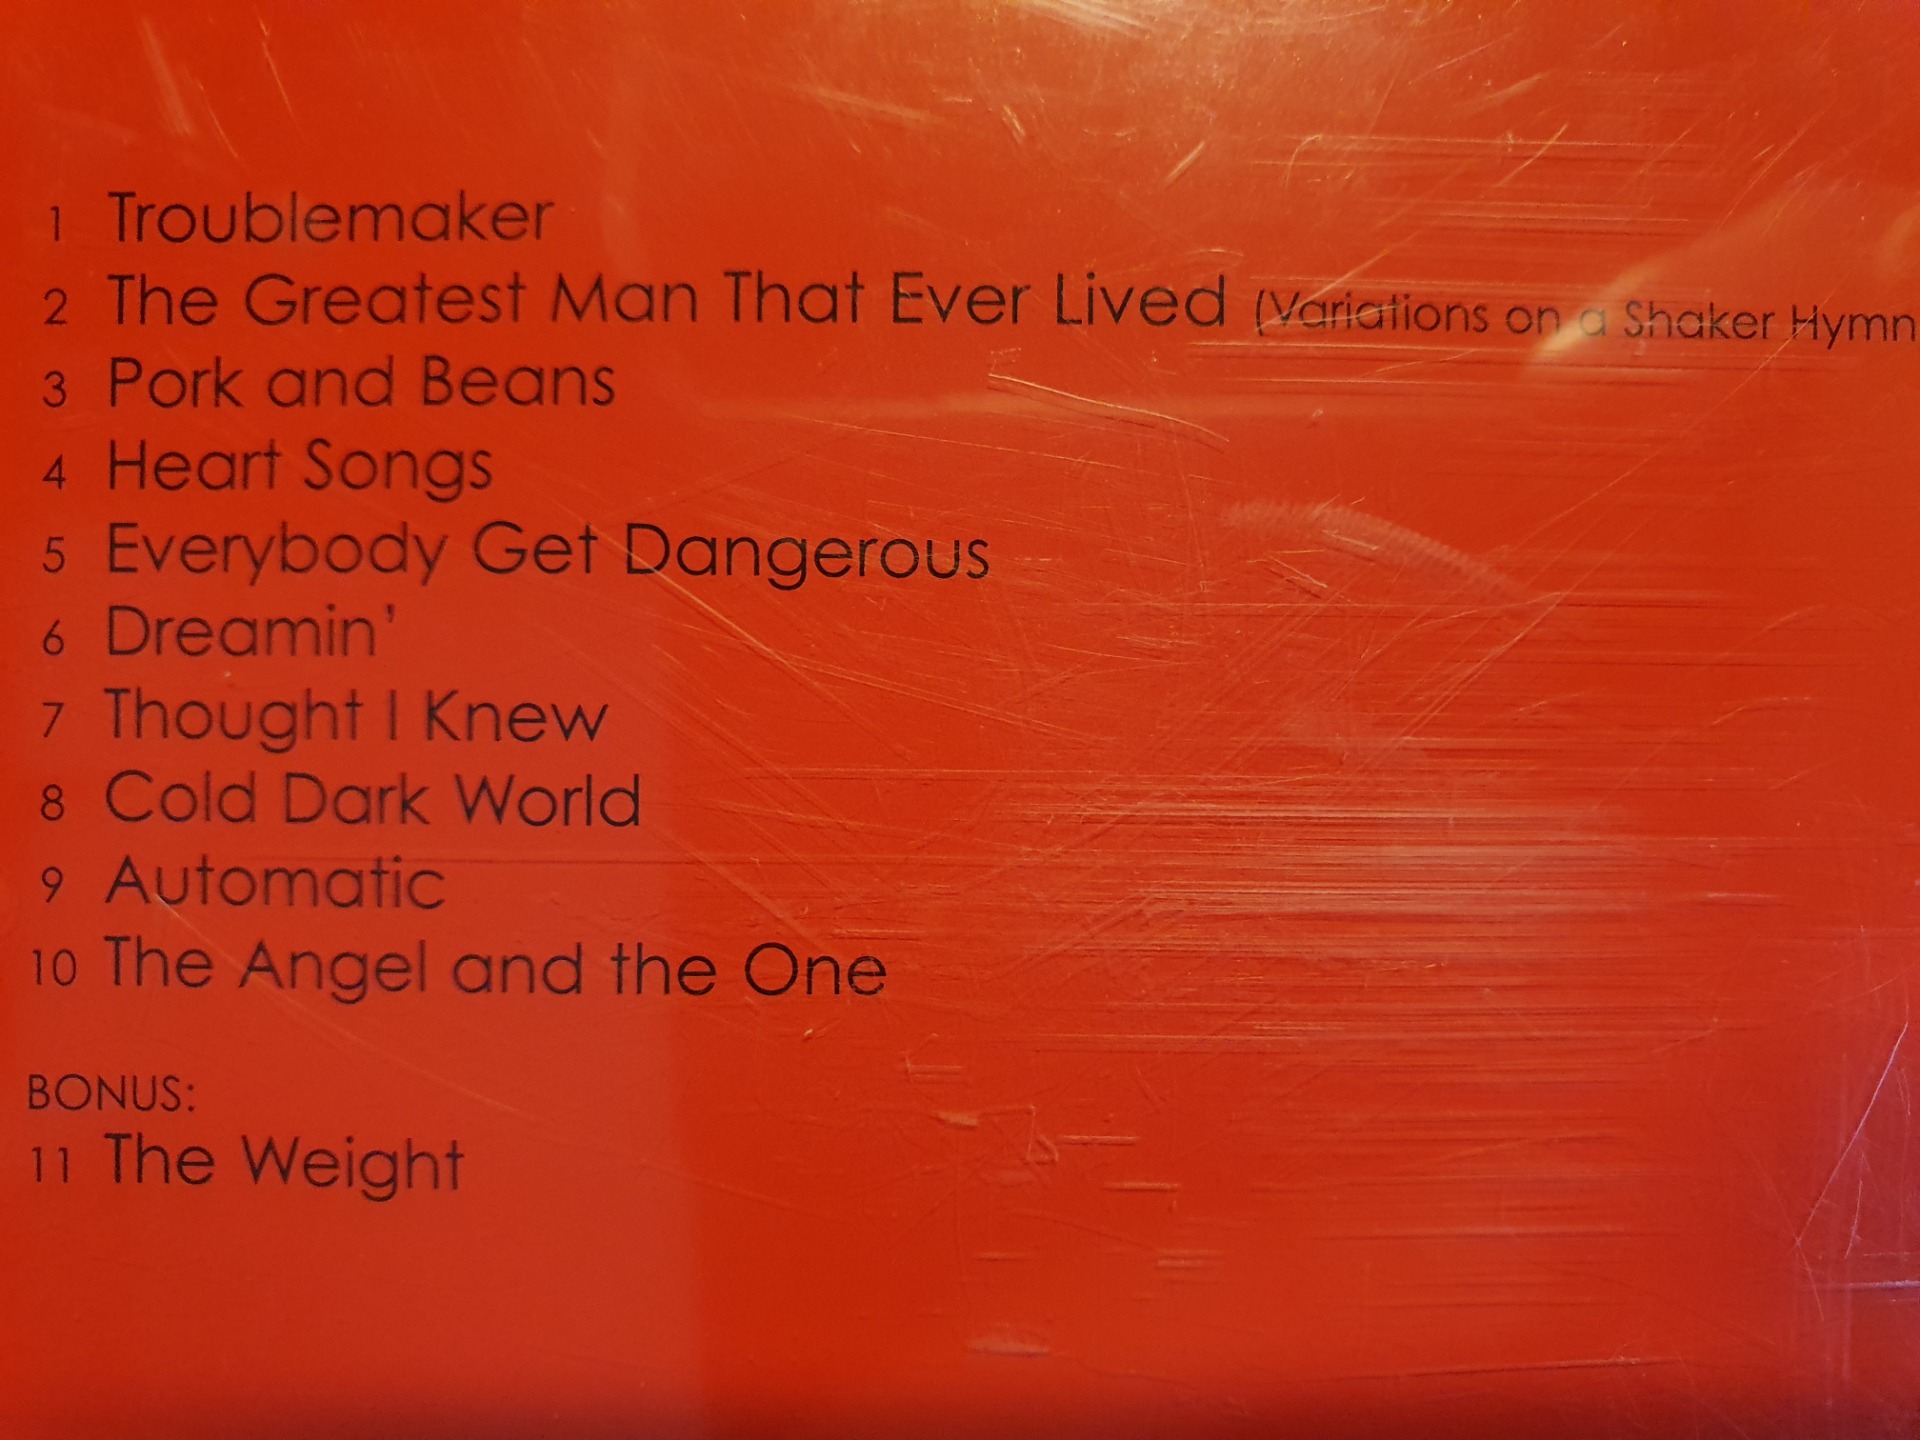 1 Troublemaker
2 The Greatest Man That Ever Lived (Variations on a Shaker Hymn
3 Pork and Beans
4 Heart Songs
5 Everybody Get Dangerous
6 Dreamin’
7 Thought I Knew
8 Cold Dark World
9 Automatic
10 The Angel and the One
BONUS:
11 The Weight